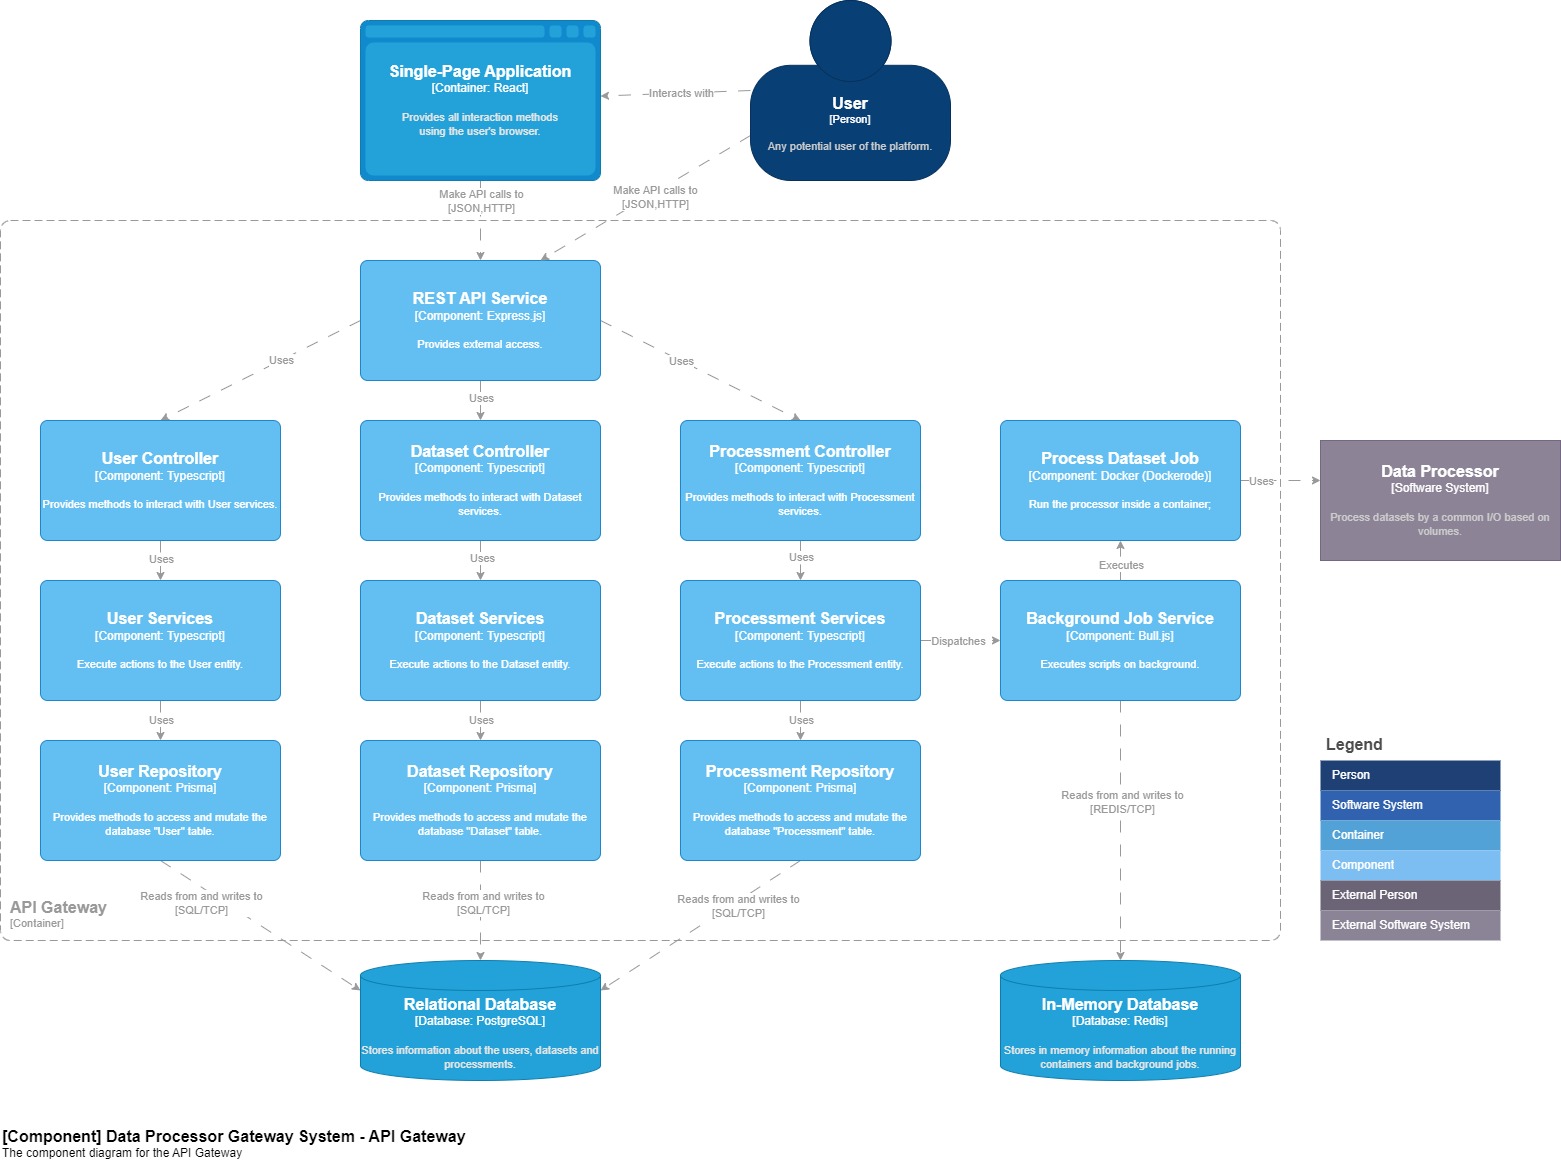 Single-Page Application
[Container: React]
Provides all interaction methods
using the user's browser.
Interacts with
User
[Person]
Any potential user of the platform.
Make API calls to
[JSON,HTTP]
Make API calls to
[JSON,HTTP]
REST API Service
[Component: Express.js]
Provides external access.
Uses
Uses
Uses
User Controller
[Component: Typescript]
Provides methods to interact with User services.
Dataset Controller
[Component: Typescript]
Provides methods to interact with Dataset
services.
Processment Controller
[Component: Typescript]
Provides methods to interact with Processment
services.
Process Dataset Job
[Component: Docker (Dockerode)]
Run the processor inside a container;
Uses
Data Processor
[Software System]
Process datasets by a common I/O based on
volumes.
Uses
Uses
Uses
Executes
User Services
[Component: Typescript]
Execute actions to the User entity.
Dataset Services
[Component: Typescript]
Execute actions to the Dataset entity.
Processment Services
[Component: Typescript]
Execute actions to the Processment entity.
Dispatches
Background Job Service
[Component: Bull.js]
Executes scripts on background.
Uses
Uses
Uses
User Repository
[Component: Prisma]
Provides methods to access and mutate the
database "User" table.
Dataset Repository
[Component: Prisma]
Provides methods to access and mutate the
database "Dataset" table.
Processment Repository
[Component: Prisma]
Provides methods to access and mutate the
database "Processment" table.
Reads from and writes to
[REDIS/TCP]
Legend
Person
Software System
Container
Component
External Person
External Software System
Reads from and writes to
[SQL/TCP]
Reads from and writes to
[SQL/TCP]
Reads from and writes to
[SQL/TCP]
API Gateway
[Container]
Relational Database
[Database: PostgreSQL]
Stores information about the users, datasets and
processments.
In-Memory Database
[Database: Redis]
Stores in memory information about the running
containers and background jobs.
[Component] Data Processor Gateway System - API Gateway
The component diagram for the API Gateway